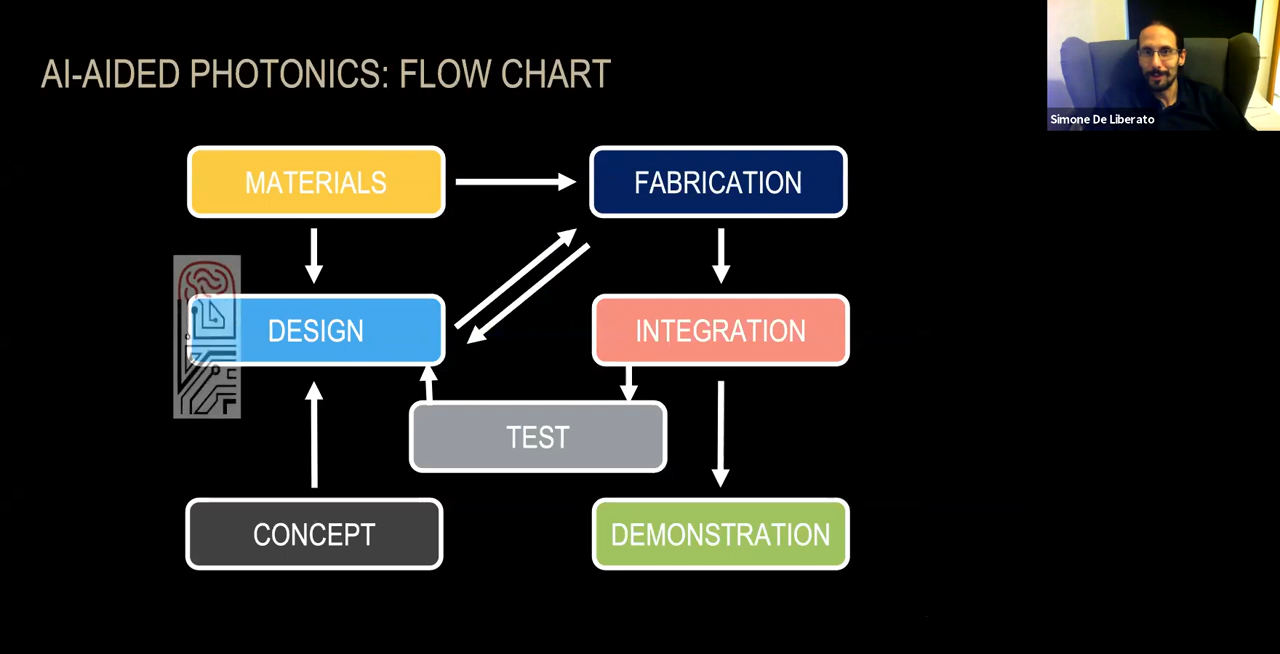 AI-AIDED PHOTONICS: FLOW CHART
Simone De Liberato
MATERIALS
FABRICATION
DESIGN
INTEGRATION
TEST
CONCEPT
DEMONSTRATION